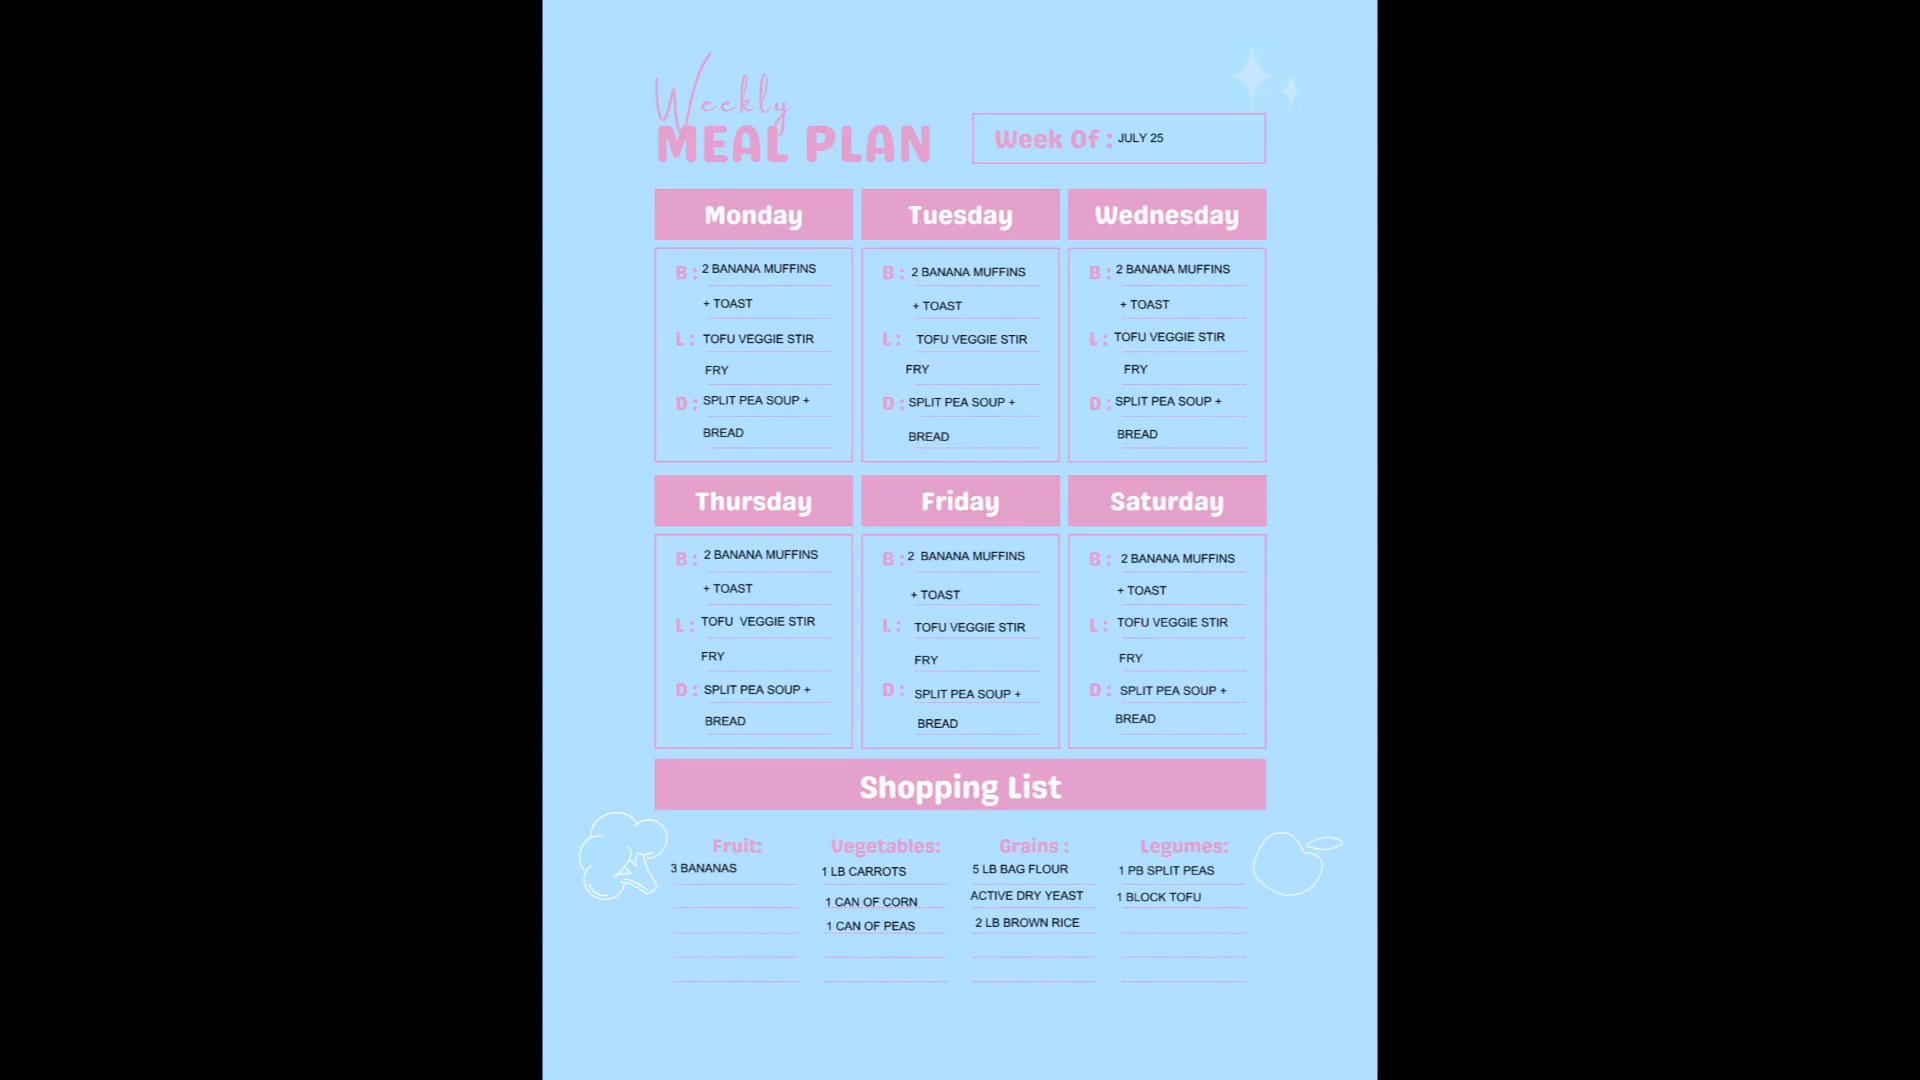 Weekly
MEAL PLAN
Week Of : JULY 25
Monday
B : 2 BANANA MUFFINS
+ TOAST
L : TOFU VEGGIE STIR
FRY
D : SPLIT PEA SOUP +
BREAD
Tuesday
B : 2 BANANA MUFFINS
+ TOAST
L : TOFU VEGGIE STIR
FRY
D : SPLIT PEA SOUP +
BREAD
Wednesday
B : 2 BANANA MUFFINS
+ TOAST
L : TOFU VEGGIE STIR
FRY
D : SPLIT PEA SOUP +
BREAD
Thursday
B : 2 BANANA MUFFINS
+ TOAST
L : TOFU VEGGIE STIR
FRY
D : SPLIT PEA SOUP +
BREAD
Friday
B : 2 BANANA MUFFINS
+ TOAST
L : TOFU VEGGIE STIR
FRY
D : SPLIT PEA SOUP +
BREAD
Saturday
B : 2 BANANA MUFFINS
+ TOAST
L : TOFU VEGGIE STIR
FRY
D : SPLIT PEA SOUP +
BREAD
Shopping List
Fruit:
3 BANANAS
Vegetables:
1 LB CARROTS
1 CAN OF CORN
1 CAN OF PEAS
Grains :
5 LB BAG FLOUR
ACTIVE DRY YEAST
2 LB BROWN RICE
Legumes:
1 PB SPLIT PEAS
1 BLOCK TOFU